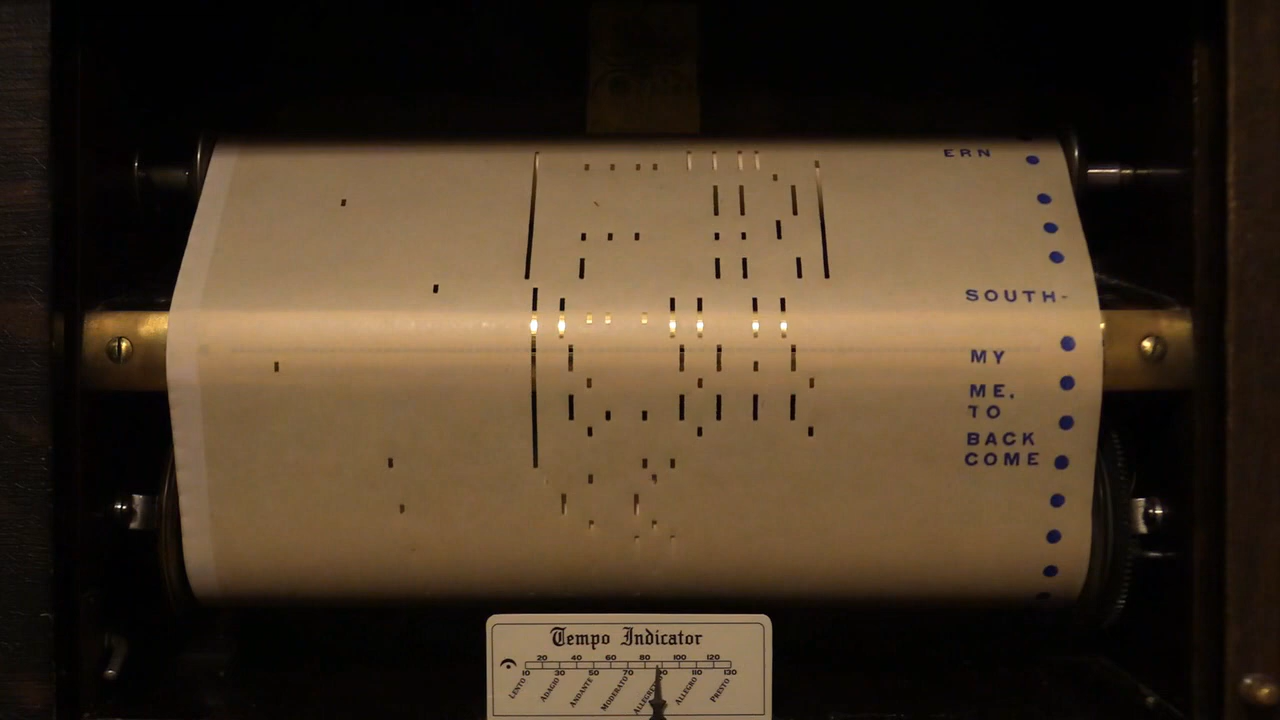 ERN
SOUTH-
MY
ME,
TO
BACK
COME
Tempo Indicator
20 40 60 80 100 120
10 30 50 70 90 110 130
LENTO ADAGIO ANDANTE MODERATO ALLEGRETTO ALLEGRO PRESTO